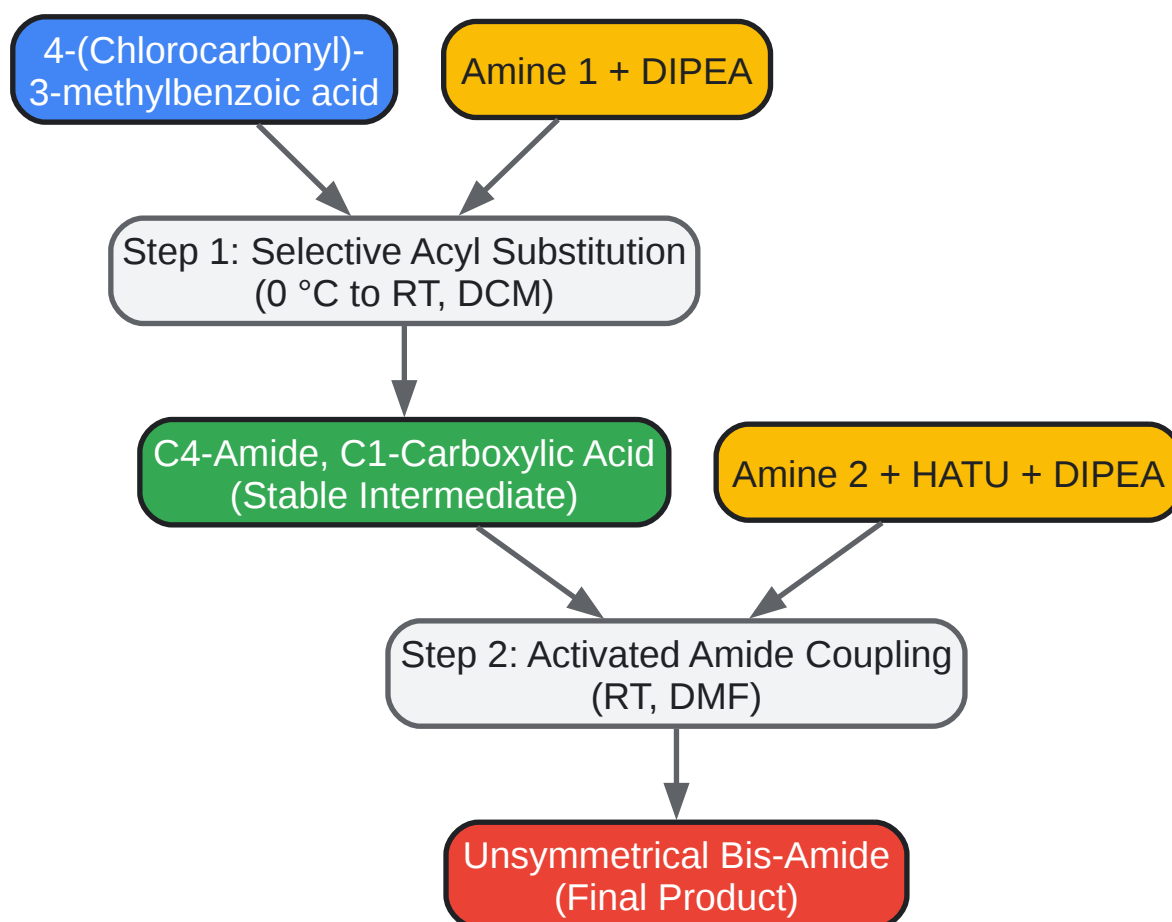 4-(Chlorocarbonyl)-
3-methylbenzoic acid
Amine 1 + DIPEA
Step 1: Selective Acyl Substitution
(0 °C to RT, DCM)
C4-Amide, C1-Carboxylic Acid
(Stable Intermediate)
Amine 2 + HATU + DIPEA
Step 2: Activated Amide Coupling
(RT, DMF)
Unsymmetrical Bis-Amide
(Final Product)